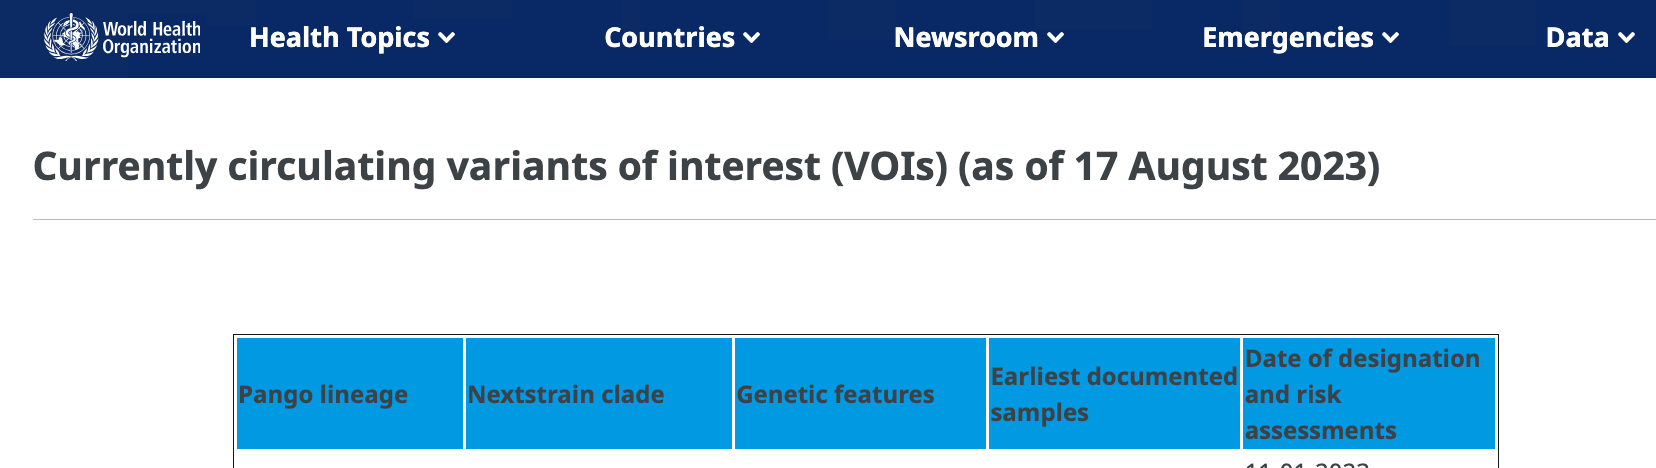 World Health
Organization
Health Topics
Countries
Newsroom
Emergencies
Data
Currently circulating variants of interest (VOIs) (as of 17 August 2023)
Pango lineage
Nextstrain clade
Genetic features
Earliest documented
samples
Date of designation
and risk
assessments